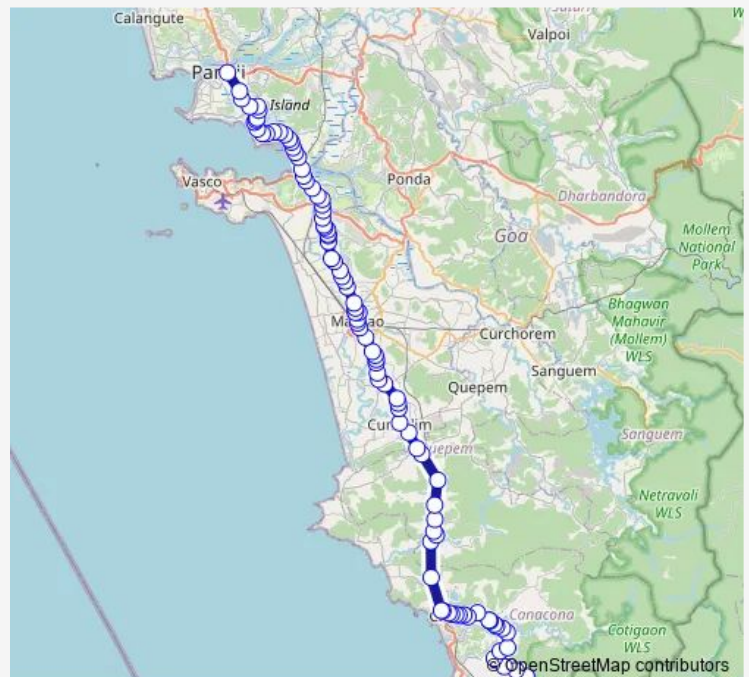 Calangute
Valpoi
Island
Vasco
Ponda
Dharbandora
Goa
Mollem
National
Park
Bhagwan
Mahavir
(Mollem)
WLS
Curchorem
Sanguem
Quepem
Sanguem
Netravali
WLS
Canacona
Cotigaon
WLS
© OpenStreetMap contributors